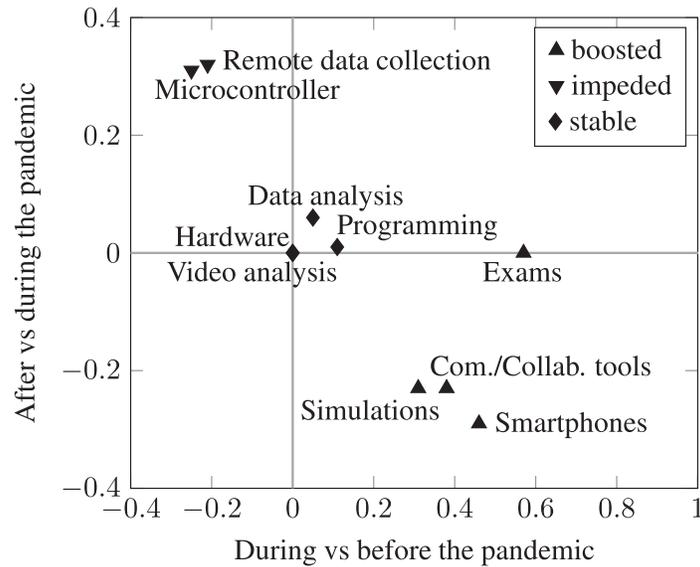 0.4
0.2
0
−0.2
−0.4
After vs during the pandemic
Remote data collection
Microcontroller
boosted
impeded
stable
Data analysis
Programming
Hardware
Video analysis
Exams
Com./Collab. tools
Simulations
Smartphones
−0.4 −0.2 0 0.2 0.4 0.6 0.8 1
During vs before the pandemic